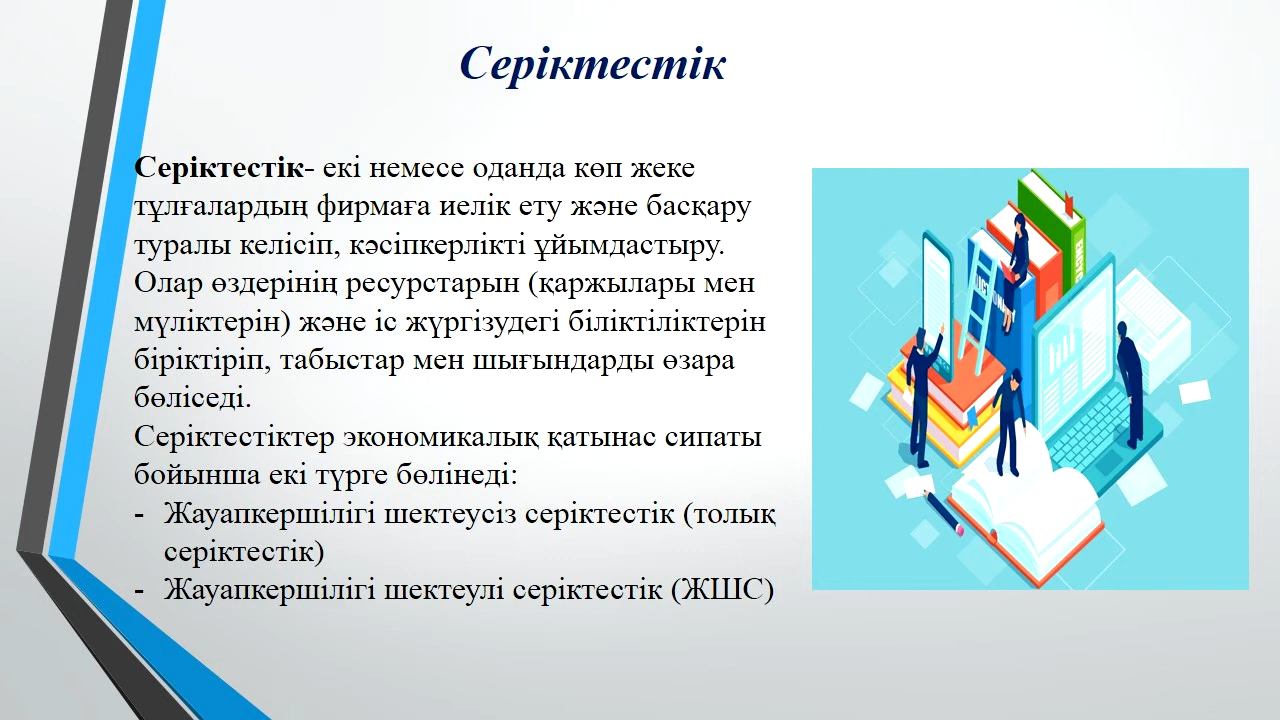 Серіктестік
Серіктестік- екі немесе оданда көп жеке
тұлғалардың фирмаға иелік ету және басқару
туралы келісіп, кәсіпкерлікті ұйымдастыру.
Олар өздерінің ресурстарын (қаржылары мен
мүліктерін) және іс жүргізудегі біліктіліктерін
біріктіріп, табыстар мен шығындарды өзара
бөліседі.
Серіктестіктер экономикалық қатынас сипаты
бойынша екі түрге бөлінеді:
- Жауапкершілігі шектеусіз серіктестік (толық
серіктестік)
- Жауапкершілігі шектеулі серіктестік (ЖШС)